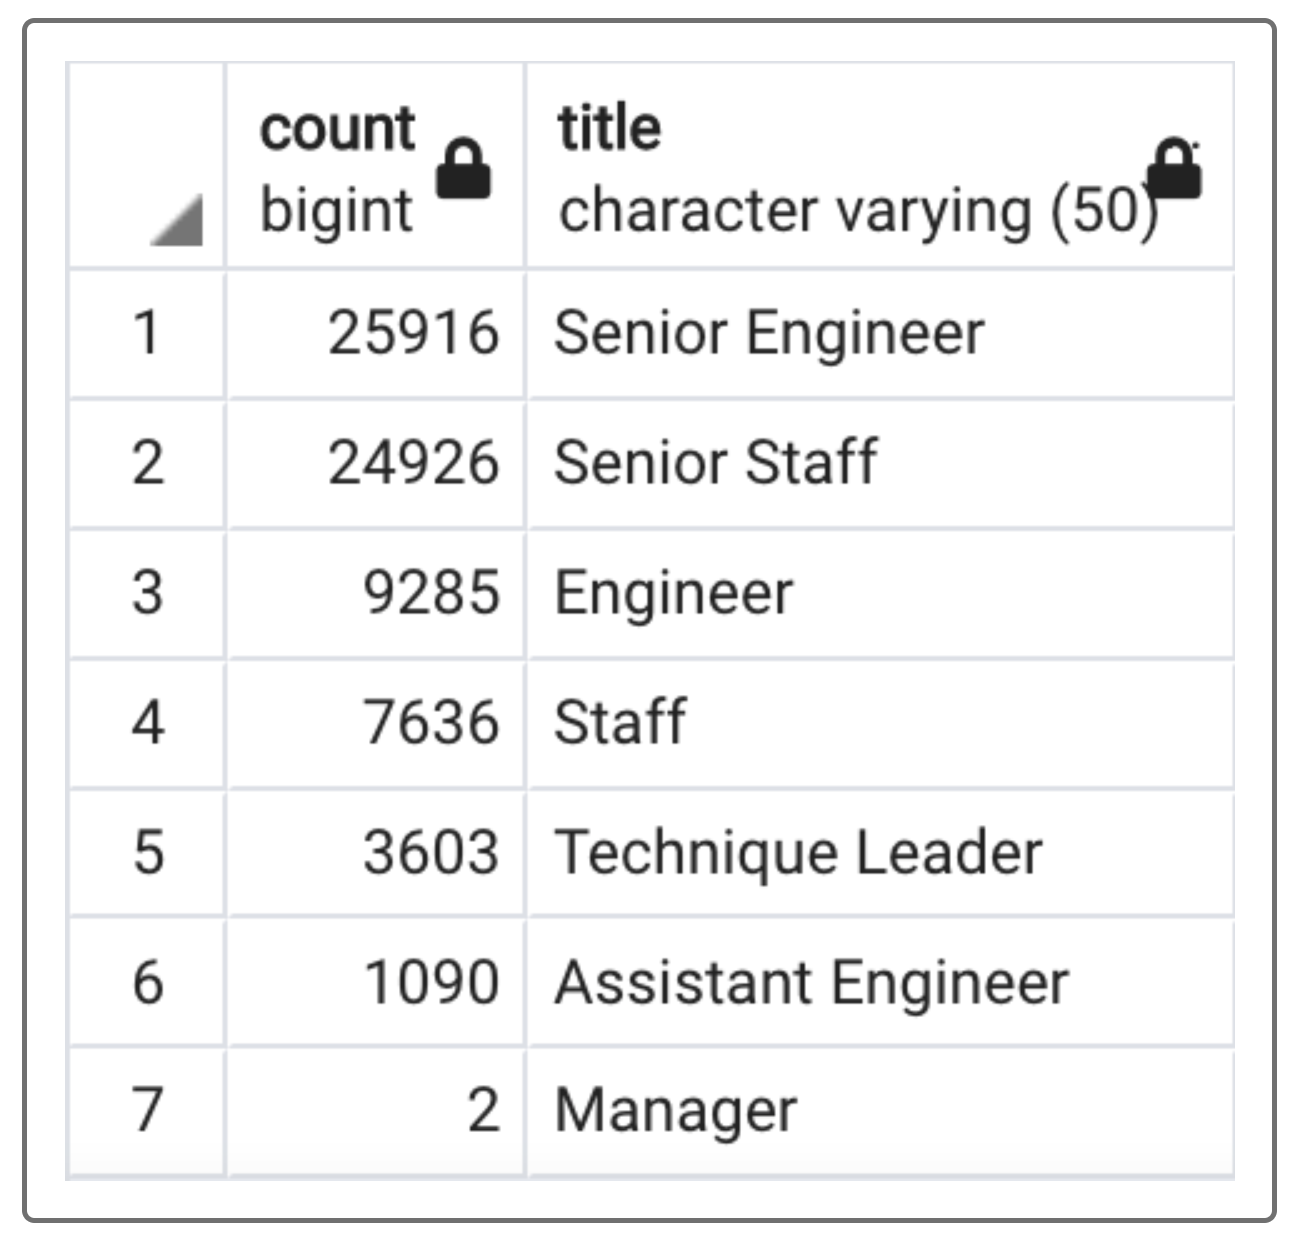 count title
bigint character varying (50)
1 25916 Senior Engineer
2 24926 Senior Staff
3 9285 Engineer
4 7636 Staff
5 3603 Technique Leader
6 1090 Assistant Engineer
7 2 Manager